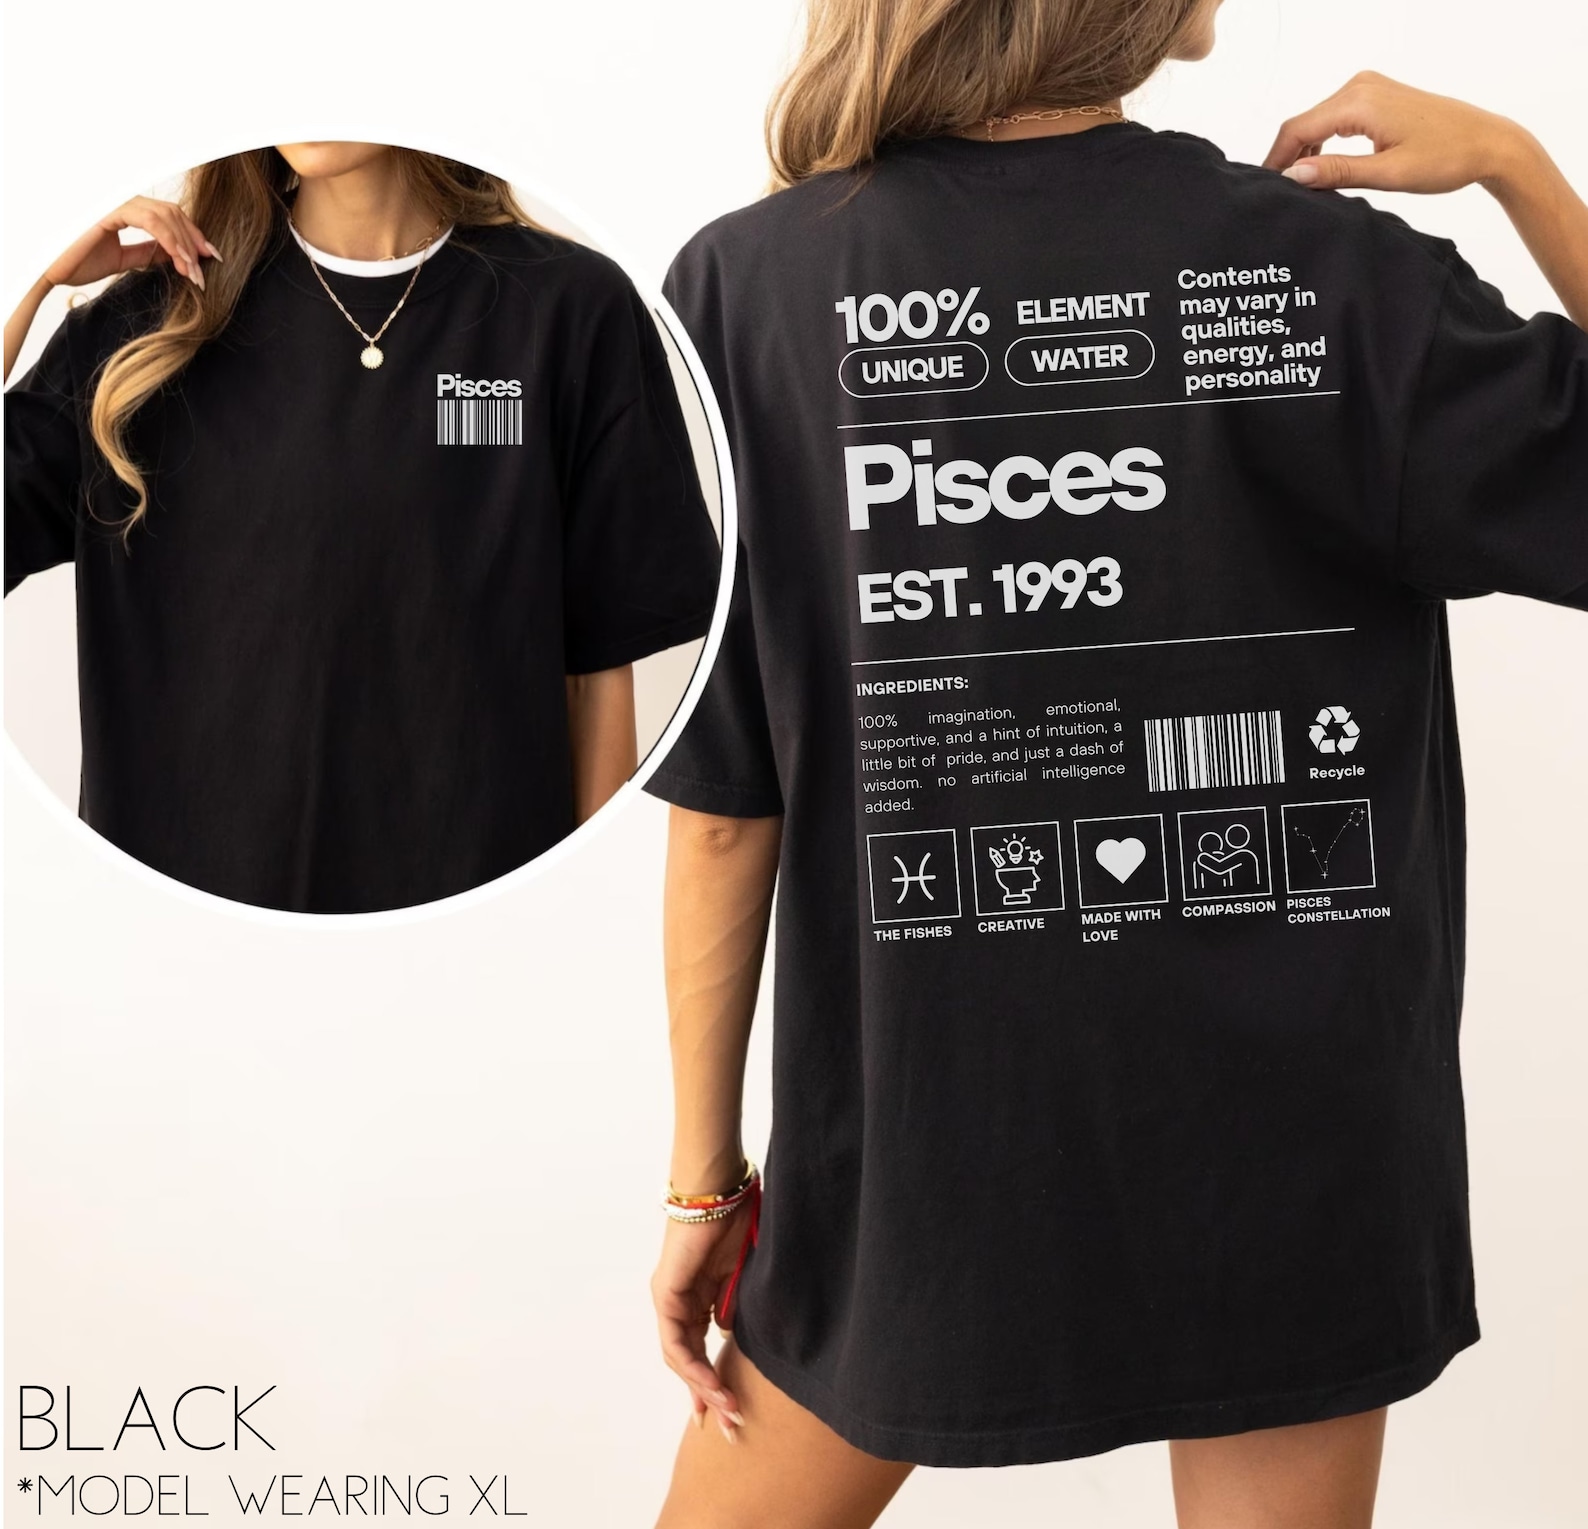 Pisces
100%
UNIQUE
ELEMENT
WATER
Contents
may vary in
qualities,
energy, and
personality
Pisces
EST. 1993
INGREDIENTS:
100% imagination, emotional,
supportive, and a hint of intuition, a
little bit of pride, and just a dash of
wisdom. no artificial intelligence
added.
Recycle
THE FISHES
CREATIVE
MADE WITH
LOVE
COMPASSION
PISCES
CONSTELLATION
BLACK
*MODEL WEARING XL